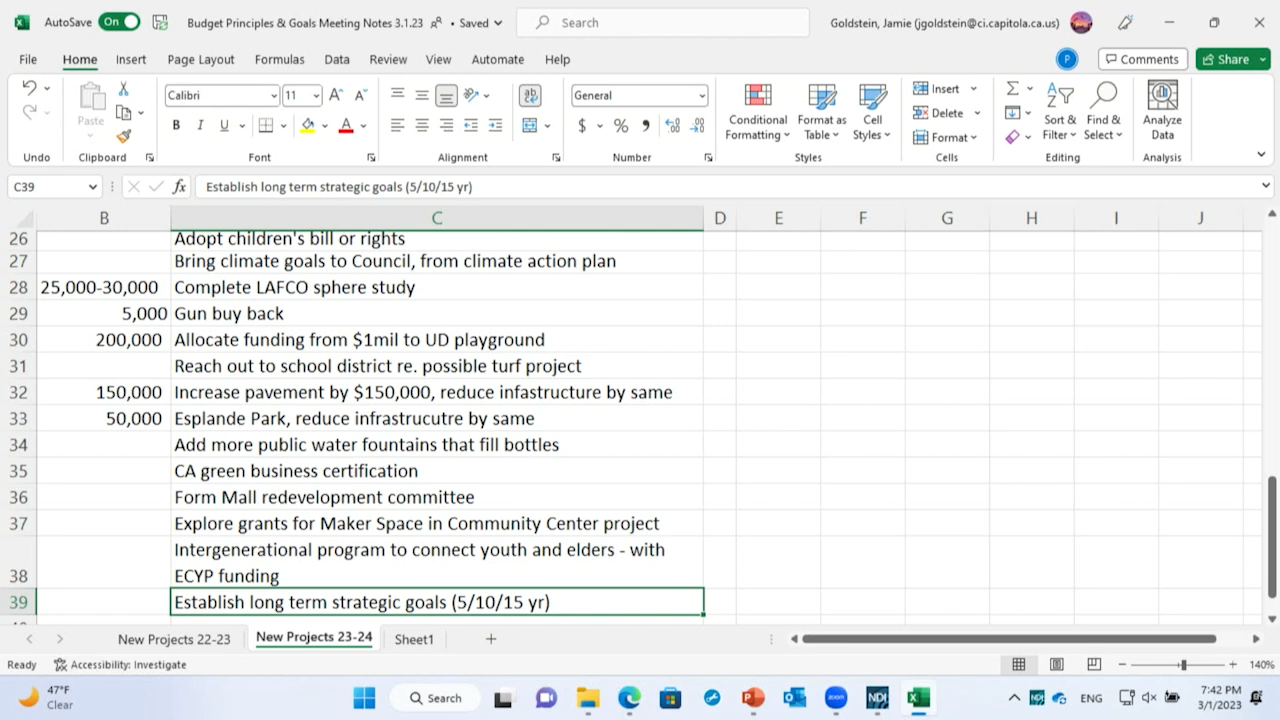 AutoSave On Budget Principles & Goals Meeting Notes 3.1.23 • Saved Search Goldstein, Jamie (jgoldstein@ci.capitola.ca.us)
File Home Insert Page Layout Formulas Data Review View Automate Help P Comments Share
Paste Calibri 11 General Conditional Formatting Format as Table Cell Styles Insert Delete Format Sort & Filter Find & Select Analyze Data
B I U $ % ,
Undo Clipboard Font Alignment Number Styles Cells Editing Analysis
C39 fx Establish long term strategic goals (5/10/15 yr)
B C D E F G H I J
26 Adopt children's bill or rights
27 Bring climate goals to Council, from climate action plan
28 25,000-30,000 Complete LAFCO sphere study
29 5,000 Gun buy back
30 200,000 Allocate funding from $1mil to UD playground
31 Reach out to school district re. possible turf project
32 150,000 Increase pavement by $150,000, reduce infastructure by same
33 50,000 Esplande Park, reduce infrastrucutre by same
34 Add more public water fountains that fill bottles
35 CA green business certification
36 Form Mall redevelopment committee
37 Explore grants for Maker Space in Community Center project
Intergenerational program to connect youth and elders - with
38 ECYP funding
39 Establish long term strategic goals (5/10/15 yr)
New Projects 22-23 New Projects 23-24 Sheet1 +
Ready Accessibility: Investigate 140%
47°F
Clear
Search
zoom
NDI
ENG
7:42 PM
3/1/2023